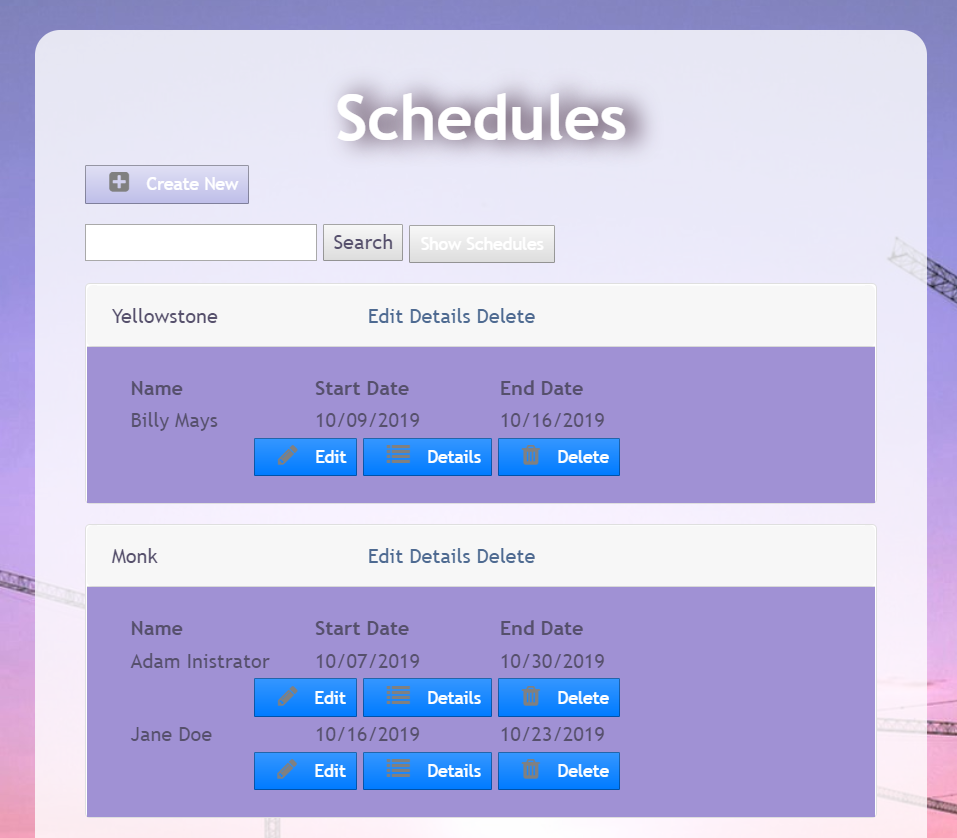 Schedules
Create New
Search Show Schedules
Yellowstone Edit Details Delete
Name Start Date End Date
Billy Mays 10/09/2019 10/16/2019
Edit Details Delete
Monk Edit Details Delete
Name Start Date End Date
Adam Inistrator 10/07/2019 10/30/2019
Edit Details Delete
Jane Doe 10/16/2019 10/23/2019
Edit Details Delete